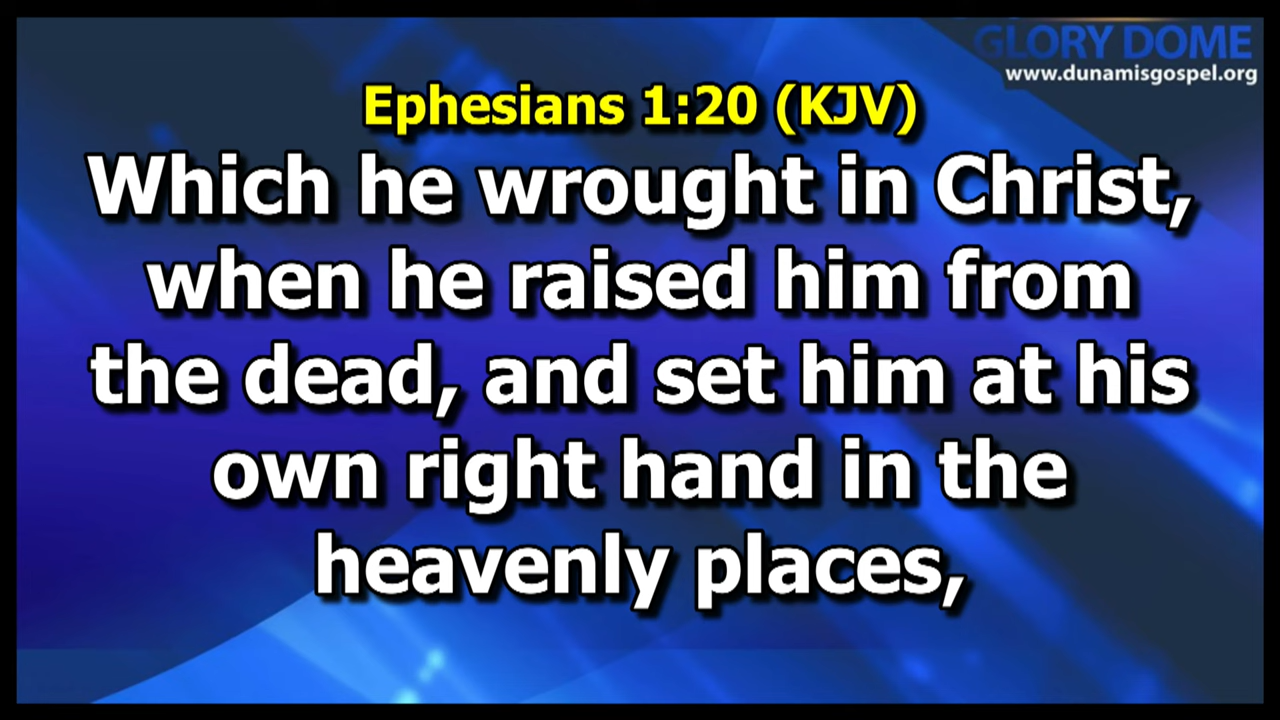 GLORY DOME
www.dunamisgospel.org
Ephesians 1:20 (KJV)
Which he wrought in Christ,
when he raised him from
the dead, and set him at his
own right hand in the
heavenly places,